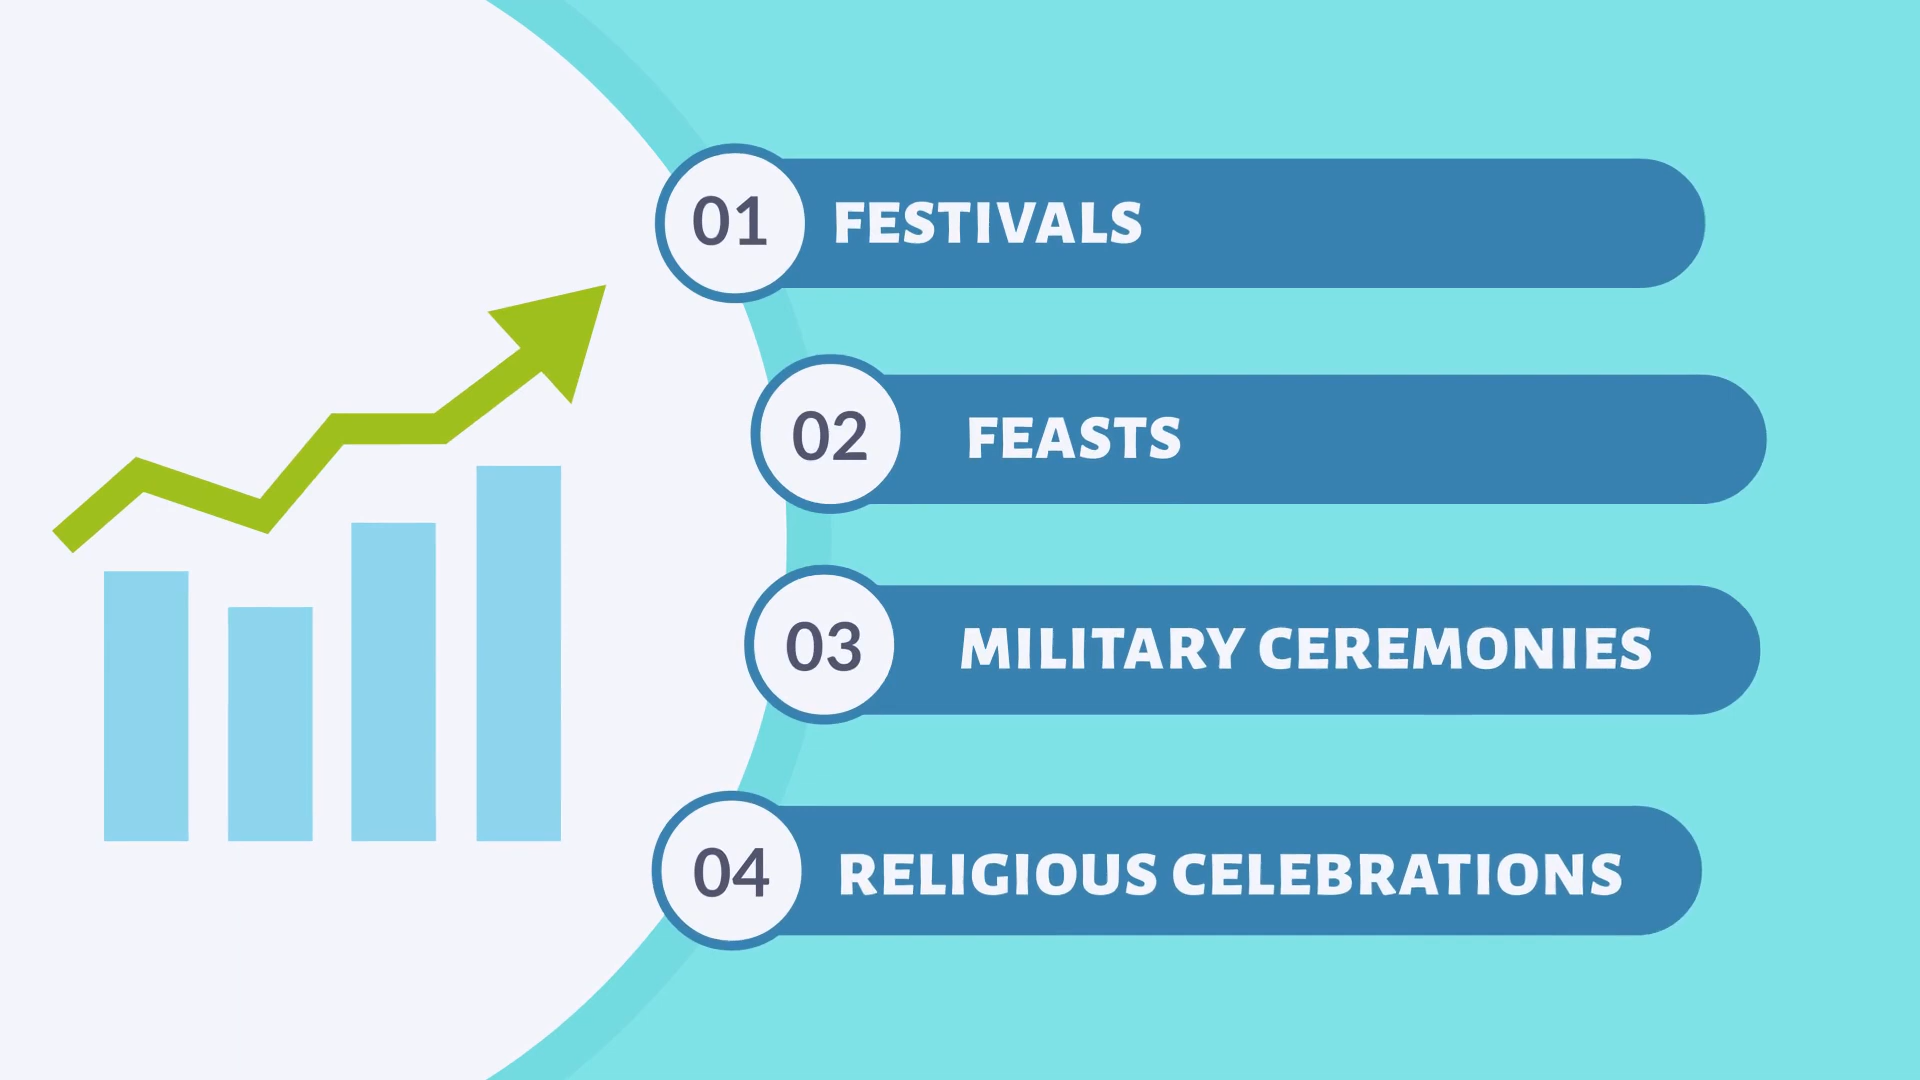 01 FESTIVALS
02 FEASTS
03 MILITARY CEREMONIES
04 RELIGIOUS CELEBRATIONS